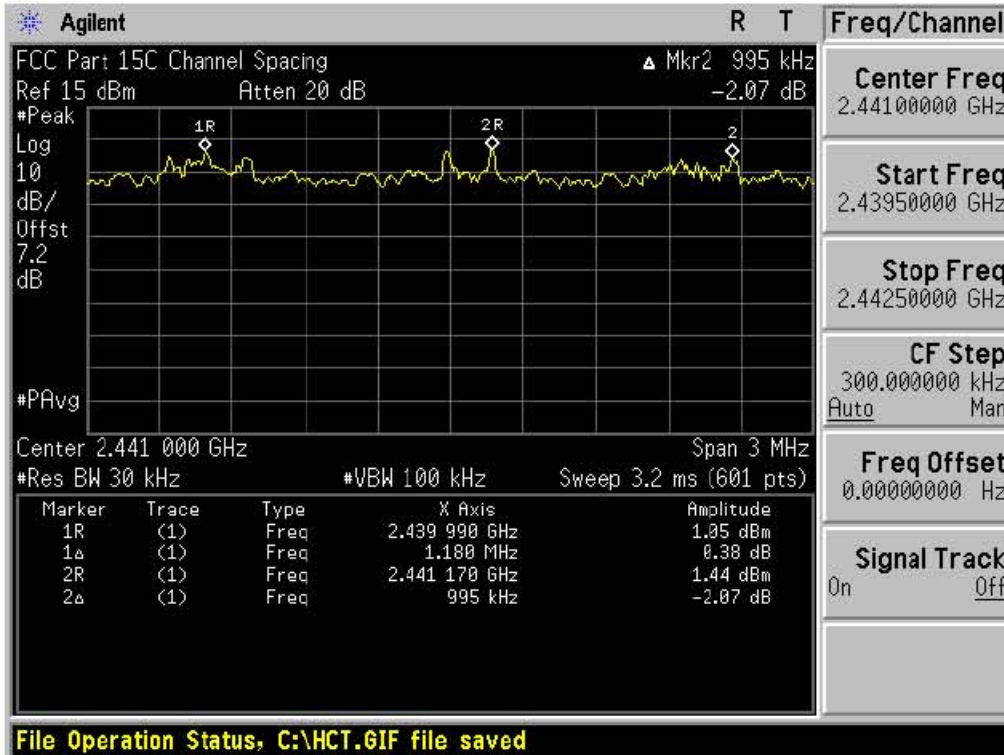 Agilent R T
FCC Part 15C Channel Spacing
Δ Mkr2 995 kHz
Ref 15 dBm Atten 20 dB -2.07 dB
#Peak
Log
10
dB/
Offst
7.2
dB
#PAvg
1R
2R
2
Center 2.441 000 GHz Span 3 MHz
#Res BW 30 kHz #VBW 100 kHz Sweep 3.2 ms (601 pts)
Marker Trace Type X Axis Amplitude
1R (1) Freq 2.439 990 GHz 1.05 dBm
1Δ (1) Freq 1.180 MHz 0.38 dB
2R (1) Freq 2.441 170 GHz 1.44 dBm
2Δ (1) Freq 995 kHz -2.07 dB
File Operation Status, C:\HCT.GIF file saved
Freq/Channel
Center Freq
2.44100000 GHz
Start Freq
2.43950000 GHz
Stop Freq
2.44250000 GHz
CF Step
300.000000 kHz
Auto Man
Freq Offset
0.00000000 Hz
Signal Track
On Off